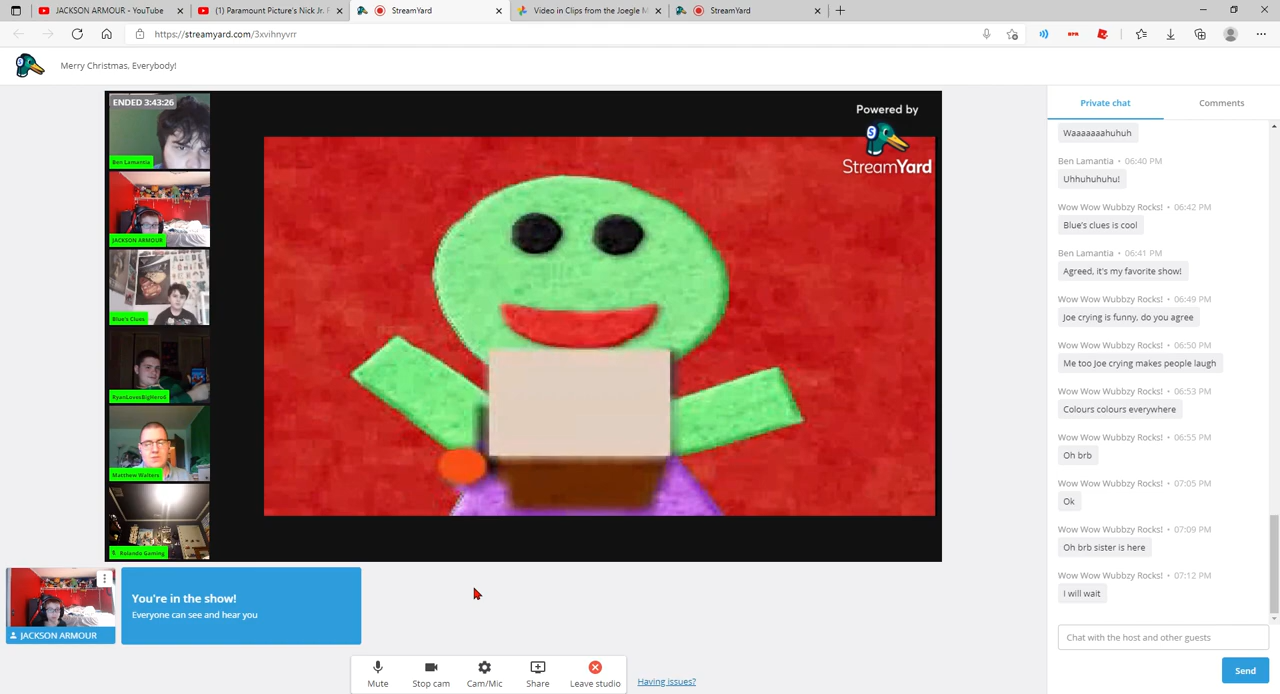 JACKSON ARMOUR - YouTube
(1) Paramount Picture's Nick Jr. F
StreamYard
Video in Clips from the Joegle M
StreamYard
https://streamyard.com/3xvihnyvrr
Merry Christmas, Everybody!
ENDED 3:43:26
Ben Lamantia
JACKSON ARMOUR
Blue's Clues
RyanLovesBigHero6
Matthew Walters
Rolando Gaming
Powered by
StreamYard
You're in the show!
Everyone can see and hear you
JACKSON ARMOUR
Mute
Stop cam
Cam/Mic
Share
Leave studio
Having issues?
Private chat
Comments
Waaaaaaahuhuh
Ben Lamantia • 06:40 PM
Uhhuhuhuhu!
Wow Wow Wubbzy Rocks! • 06:42 PM
Blue's clues is cool
Ben Lamantia • 06:41 PM
Agreed, it's my favorite show!
Wow Wow Wubbzy Rocks! • 06:49 PM
Joe crying is funny, do you agree
Wow Wow Wubbzy Rocks! • 06:50 PM
Me too Joe crying makes people laugh
Wow Wow Wubbzy Rocks! • 06:53 PM
Colours colours everywhere
Wow Wow Wubbzy Rocks! • 06:55 PM
Oh brb
Wow Wow Wubbzy Rocks! • 07:05 PM
Ok
Wow Wow Wubbzy Rocks! • 07:09 PM
Oh brb sister is here
Wow Wow Wubbzy Rocks! • 07:12 PM
I will wait
Chat with the host and other guests
Send